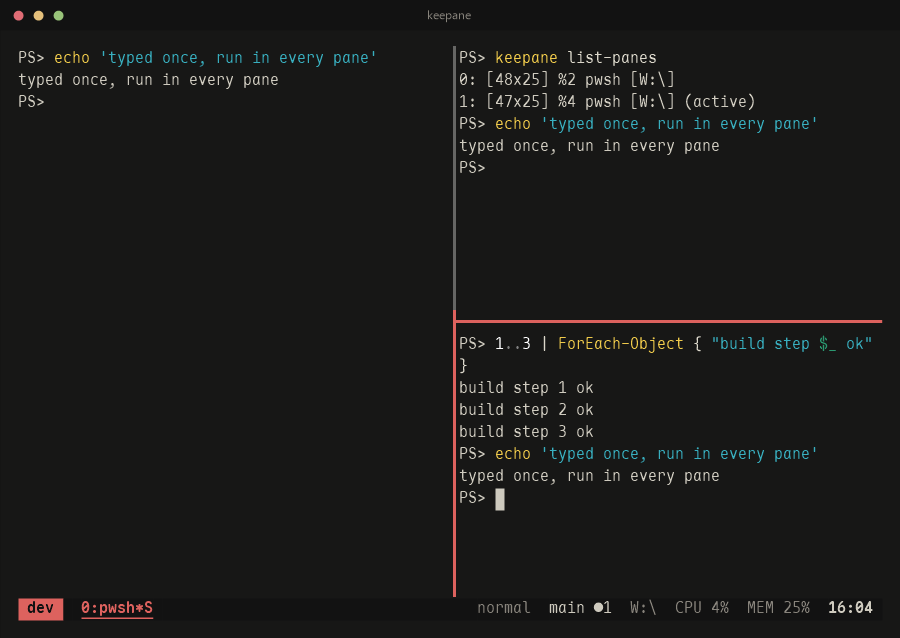 keepane
PS> echo 'typed once, run in every pane'
typed once, run in every pane
PS>
PS> keepane list-panes
0: [48x25] %2 pwsh [W:\]
1: [47x25] %4 pwsh [W:\] (active)
PS> echo 'typed once, run in every pane'
typed once, run in every pane
PS>
PS> 1..3 | ForEach-Object { "build step $_ ok"
}
build step 1 ok
build step 2 ok
build step 3 ok
PS> echo 'typed once, run in every pane'
typed once, run in every pane
PS>
dev 0:pwsh*S normal main ●1 W:\ CPU 4% MEM 25% 16:04